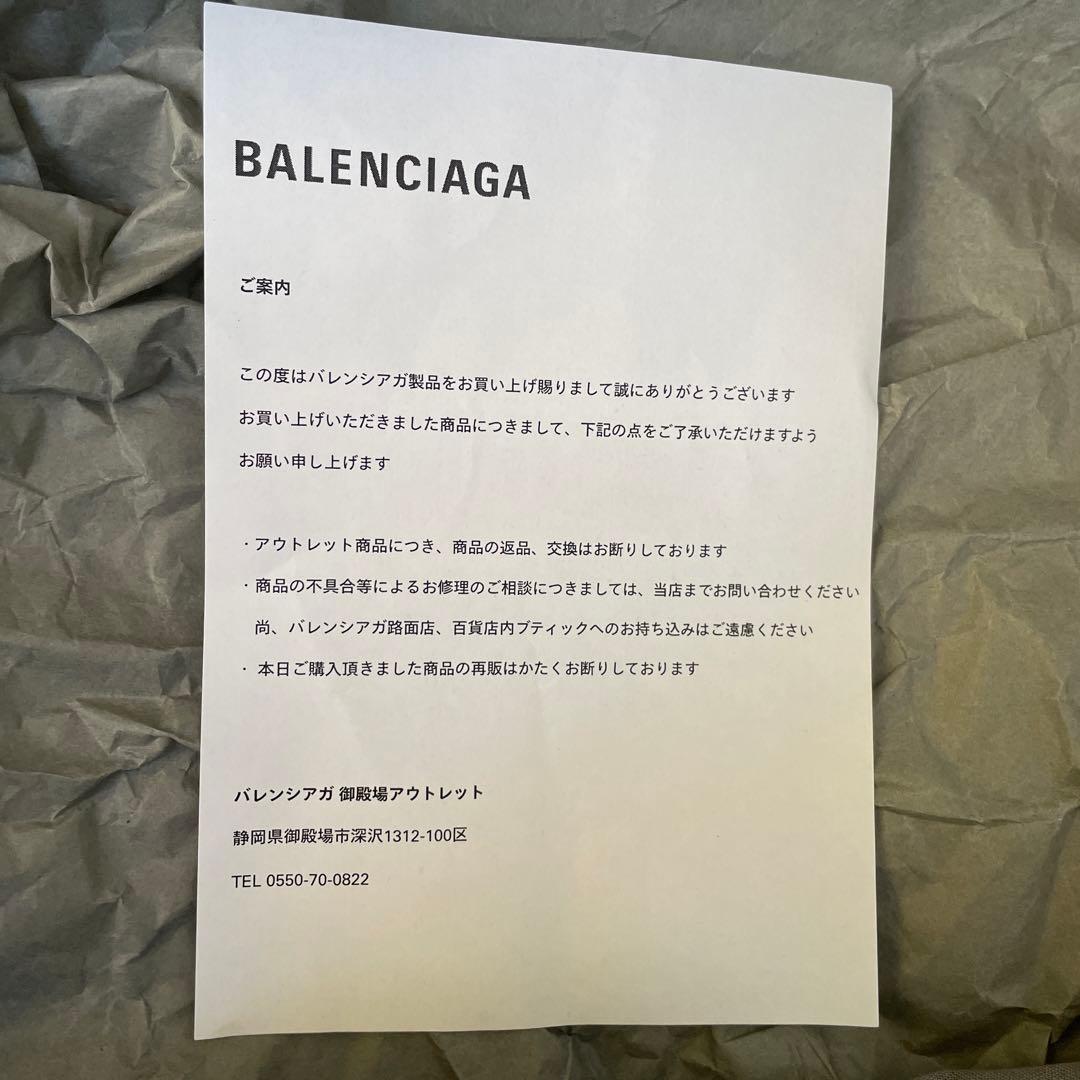 BALENCIAGA
ご案内
この度はバレンシアガ製品をお買い上げ賜りまして誠にありがとうございます
お買い上げいただきました商品につきまして、下記の点をご了承いただけますよう
お願い申し上げます
・アウトレット商品につき、商品の返品、交換はお断りしております
・商品の不具合等によるお修理のご相談につきましては、当店までお問い合わせください
尚、バレンシアガ路面店、百貨店内ブティックへのお持ち込みはご遠慮ください
・ 本日ご購入頂きました商品の再販はかたくお断りしております
バレンシアガ 御殿場アウトレット
静岡県御殿場市深沢1312-100区
TEL 0550-70-0822